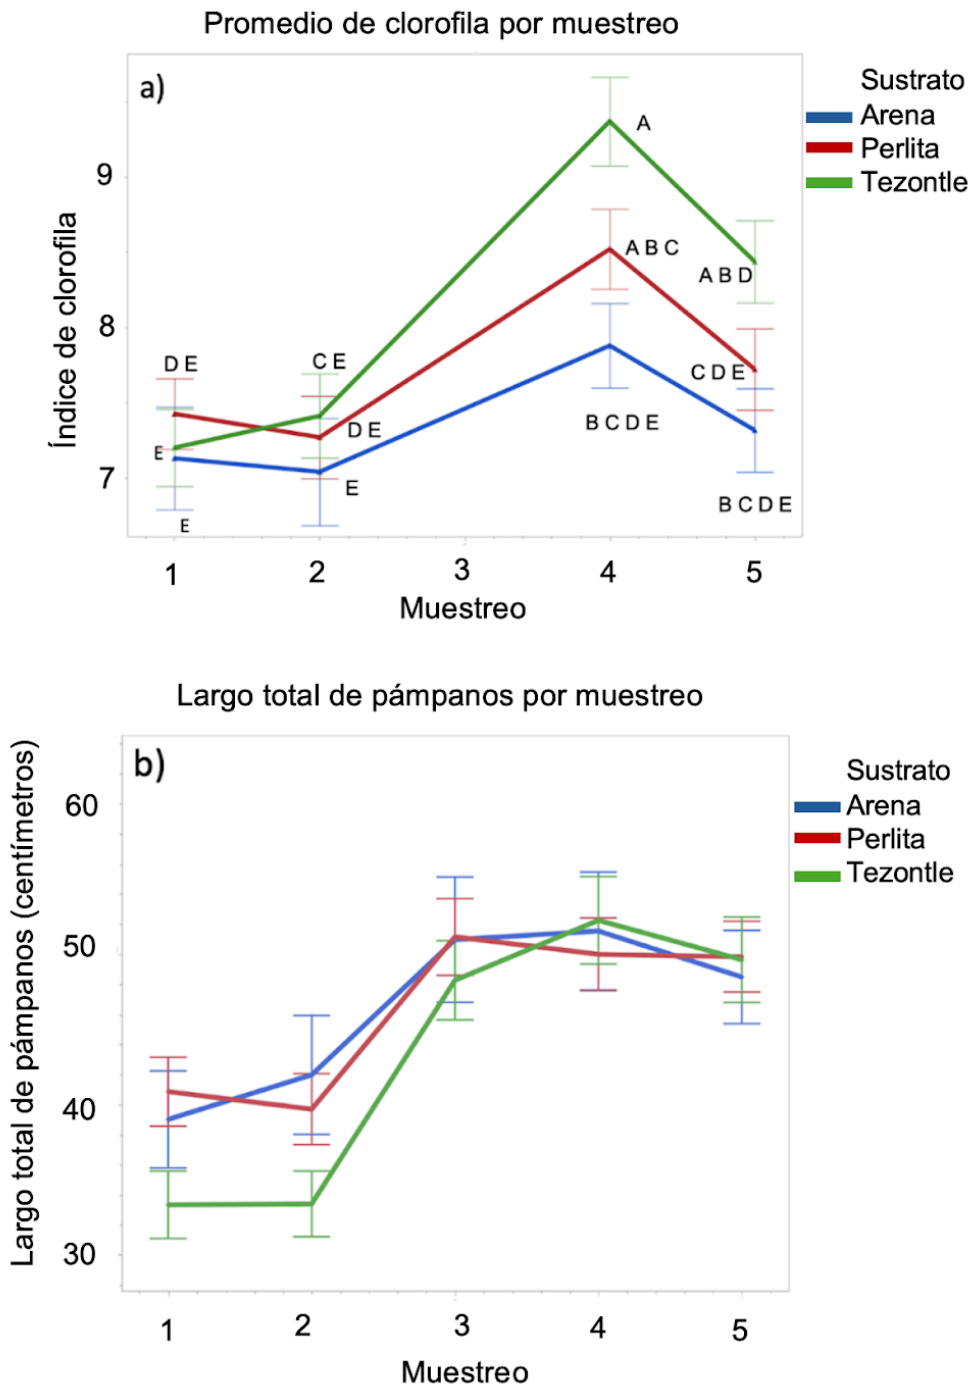 Promedio de clorofila por muestreo
a)
Sustrato
Arena
Perlita
Tezontle
Índice de clorofila
9
8
7
A
A B C
A B D
D E
C E
C D E
B C D E
D E
E
E
B C D E
E
1 2 3 4 5
Muestreo
Largo total de pámpanos por muestreo
b)
Sustrato
Arena
Perlita
Tezontle
Largo total de pámpanos (centímetros)
60
50
40
30
1 2 3 4 5
Muestreo